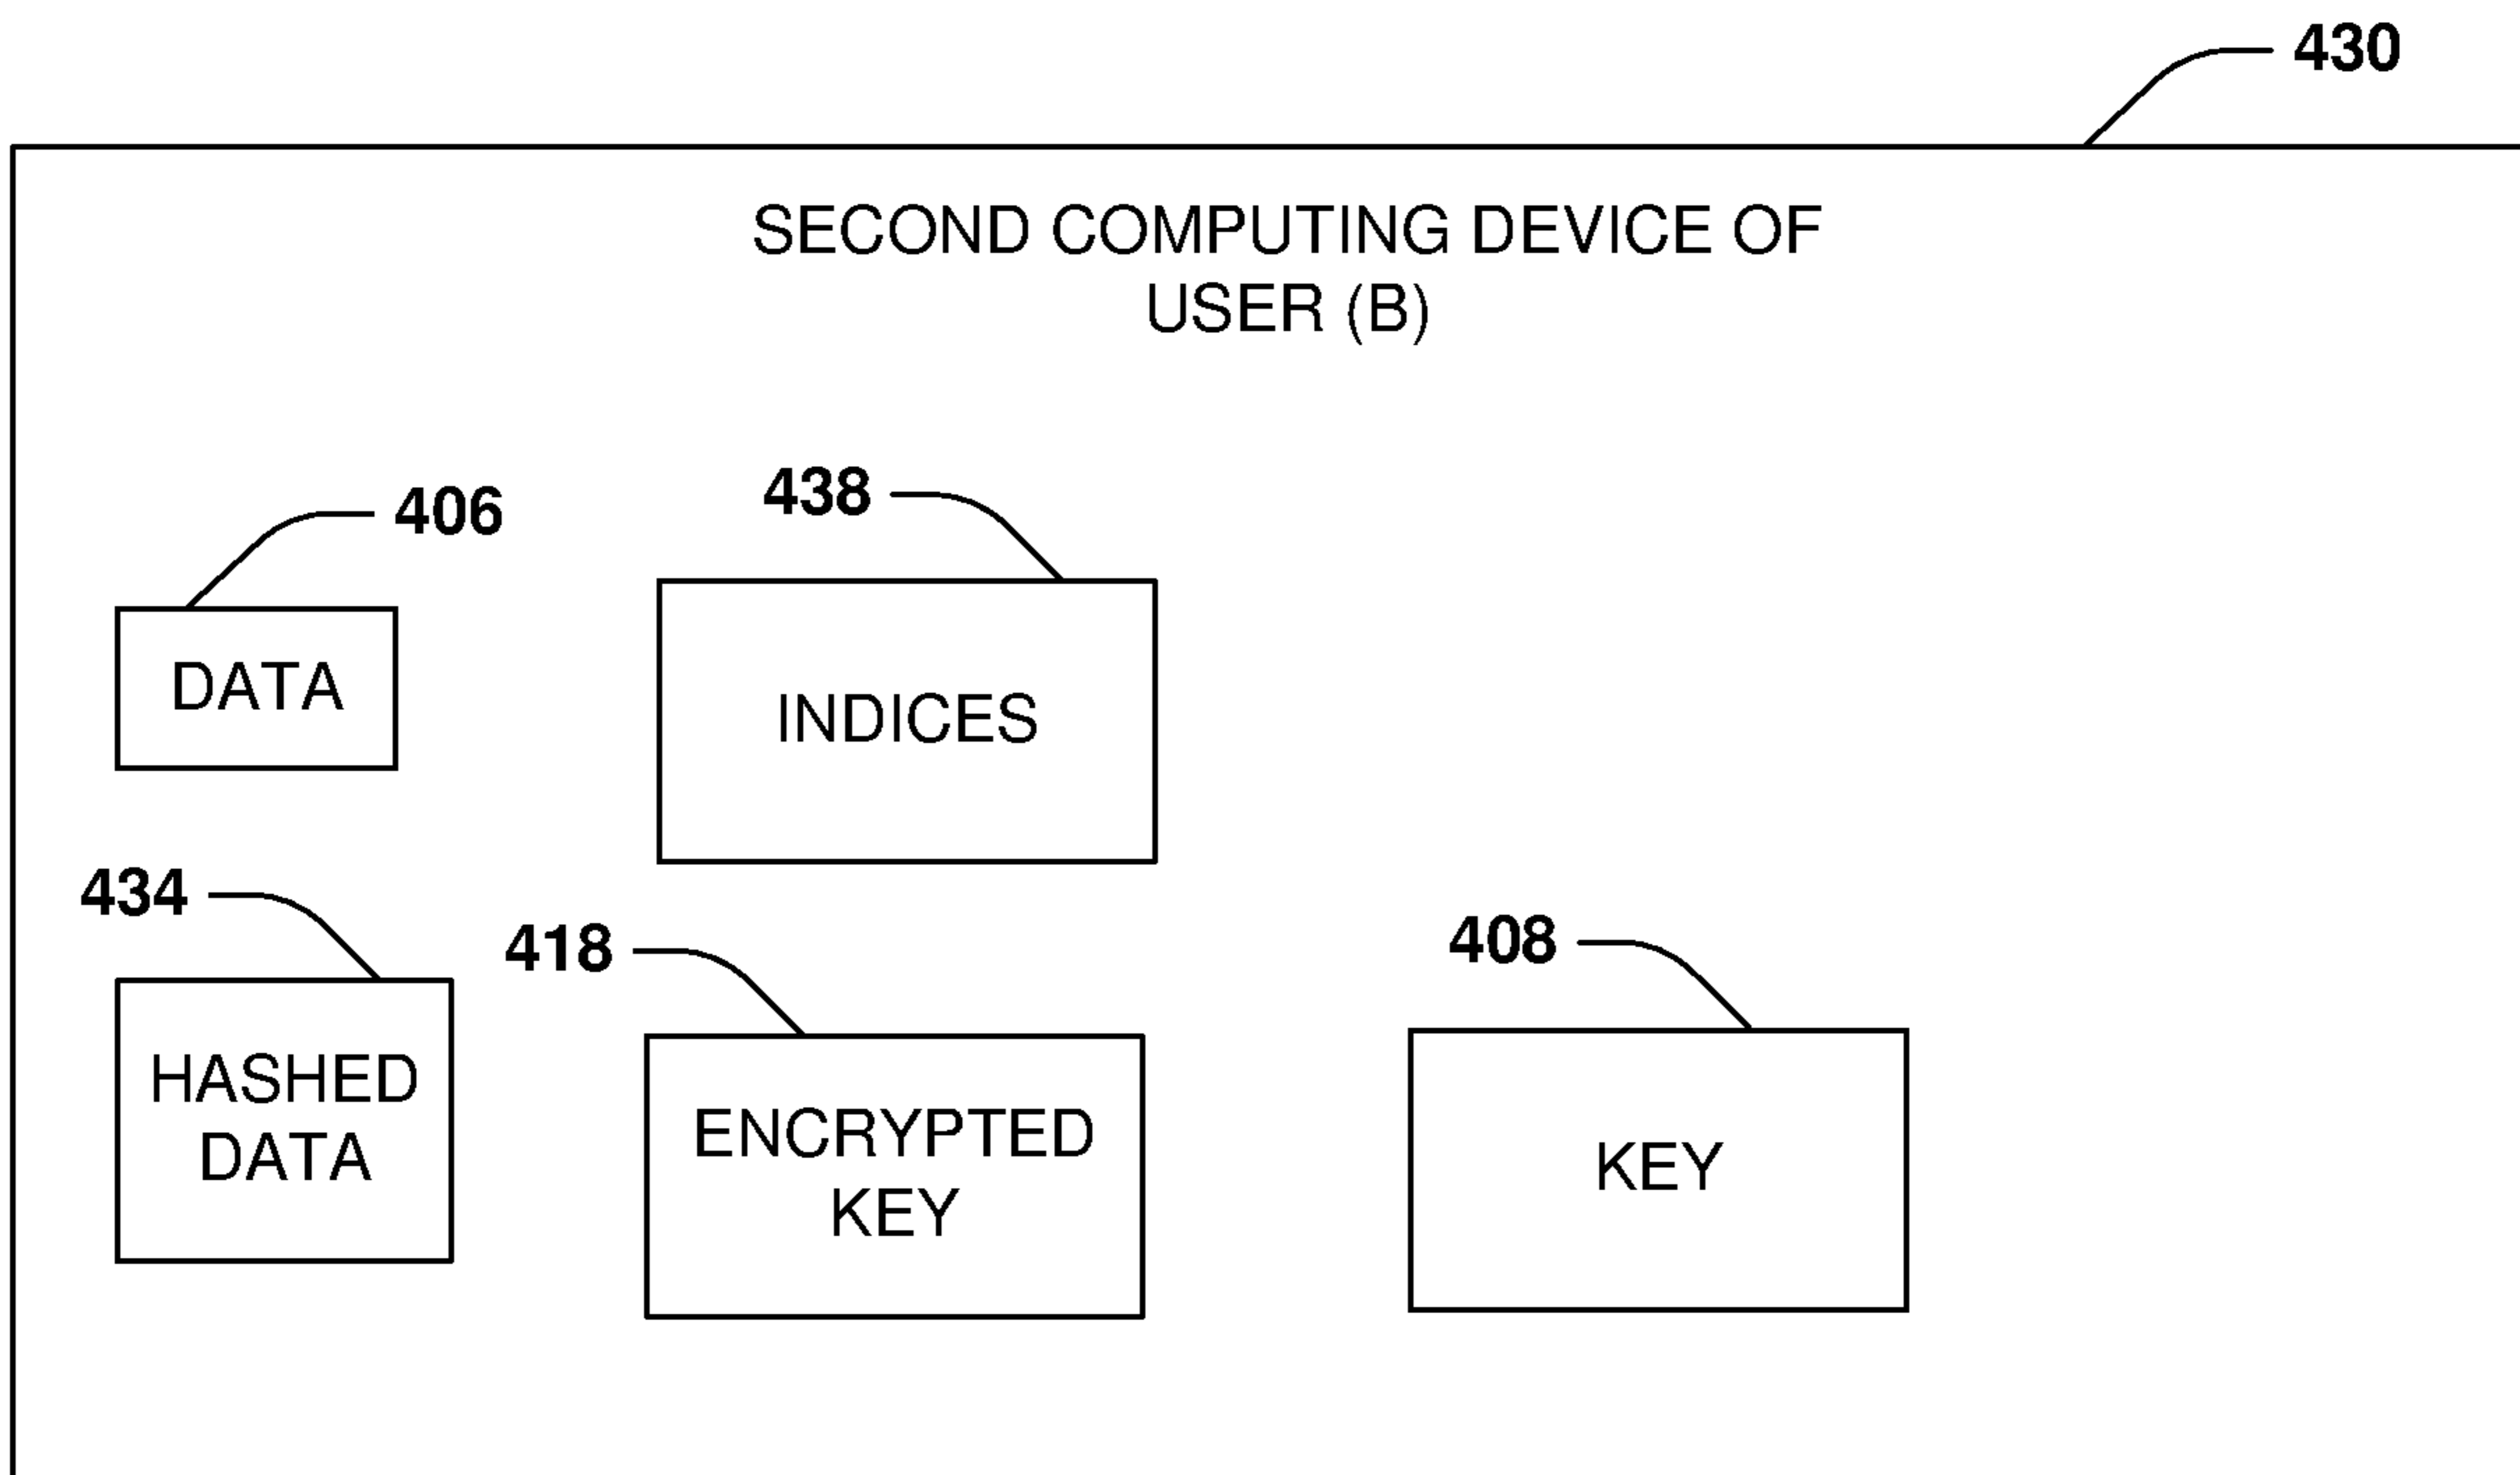 430
SECOND COMPUTING DEVICE OF
USER (B)
406
438
DATA
INDICES
434
418
408
HASHED
DATA
ENCRYPTED
KEY
KEY